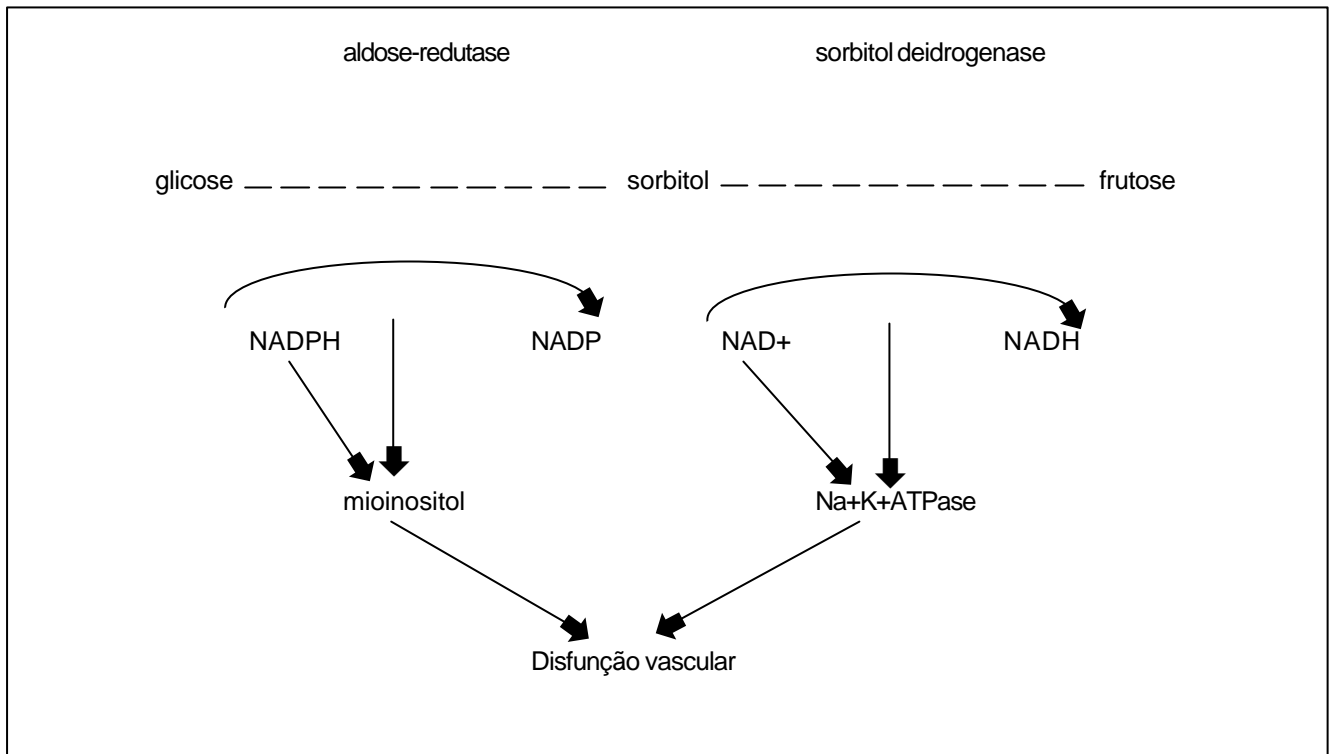 aldose-redutase sorbitol deidrogenase
glicose sorbitol frutose
NADPH NADP NAD+ NADH
mioinositol Na+K+ATPase
Disfunção vascular